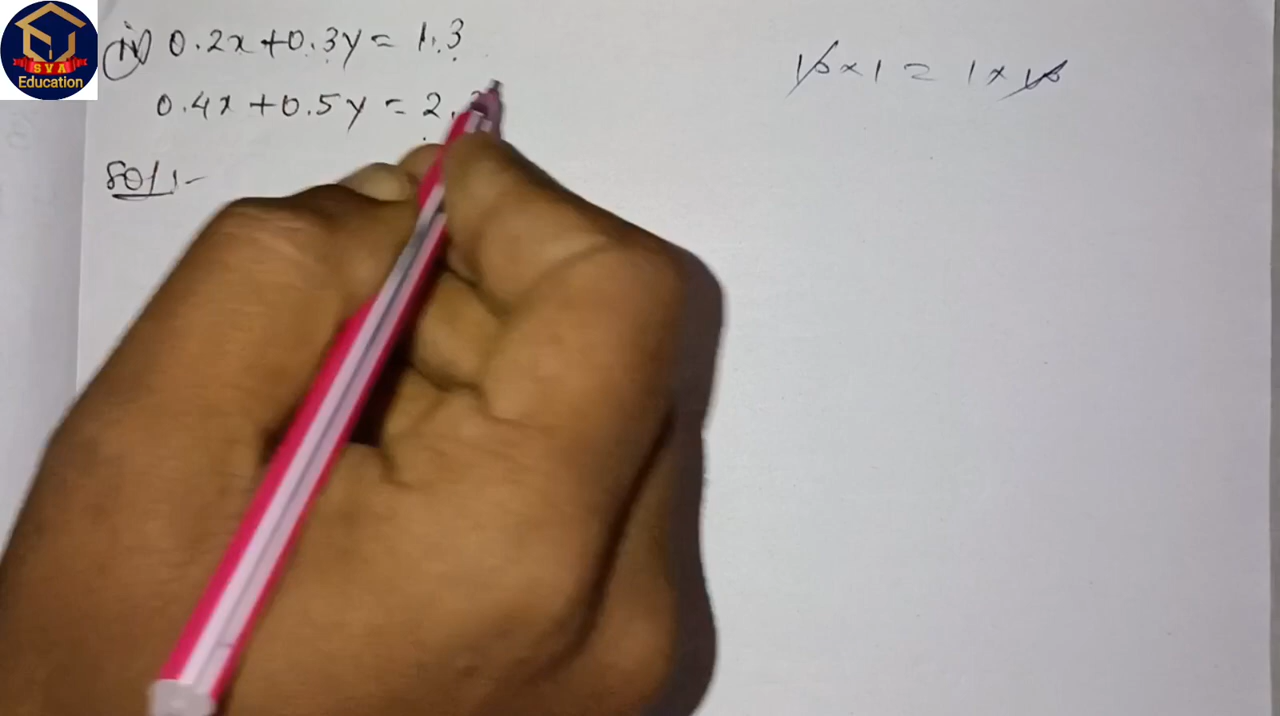 SVA
Education
iv) 0.2x + 0.3y = 1.3
0.4x + 0.5y = 2.
Sol:-
10 × 1 = 1 × 10